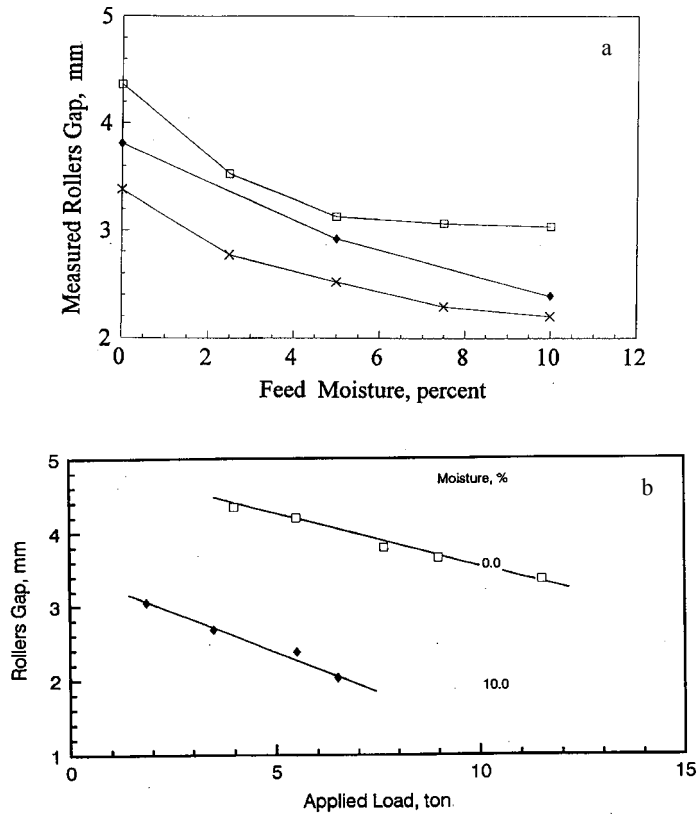 a
5
4
3
2
Measured Rollers Gap, mm
0 2 4 6 8 10 12
Feed Moisture, percent
b
Moisture, %
5
4
3
2
1
Rollers Gap, mm
0.0
10.0
0 5 10 15
Applied Load, ton